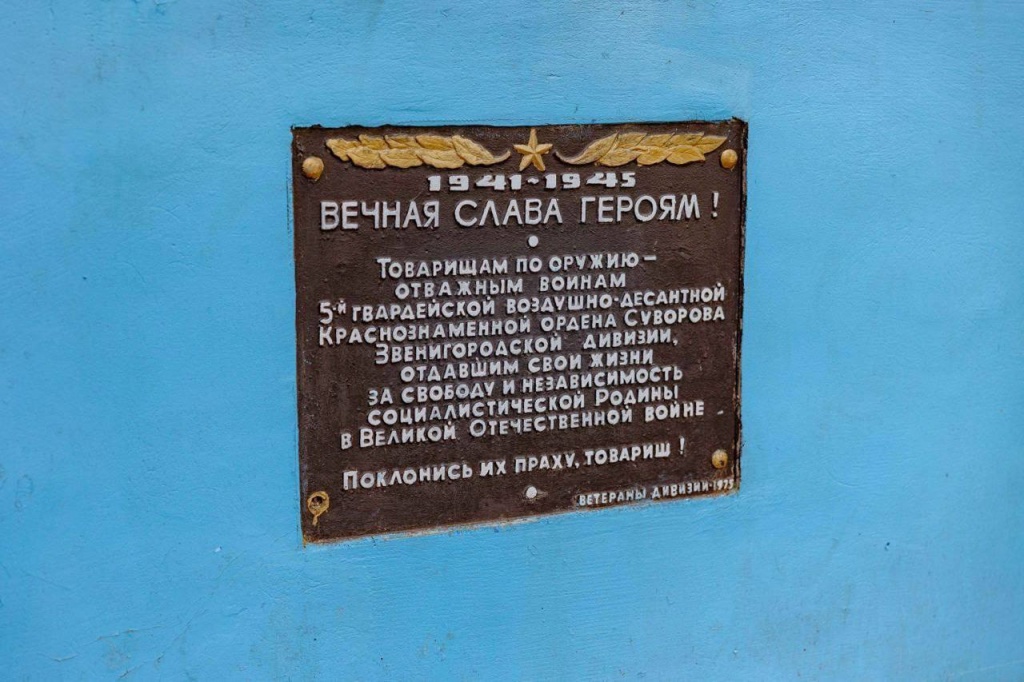 1941-1945
ВЕЧНАЯ СЛАВА ГЕРОЯМ!
ТОВАРИЩАМ ПО ОРУЖИЮ –
ОТВАЖНЫМ ВОИНАМ
5-Й ГВАРДЕЙСКОЙ ВОЗДУШНО-ДЕСАНТНОЙ
КРАСНОЗНАМЕННОЙ ОРДЕНА СУВОРОВА
ЗВЕНИГОРОДСКОЙ ДИВИЗИИ,
ОТДАВШИМ СВОИ ЖИЗНИ
ЗА СВОБОДУ И НЕЗАВИСИМОСТЬ
СОЦИАЛИСТИЧЕСКОЙ РОДИНЫ
В ВЕЛИКОЙ ОТЕЧЕСТВЕННОЙ ВОЙНЕ
ПОКЛОНИСЬ ИХ ПРАХУ, ТОВАРИЩ!
ВЕТЕРАНЫ ДИВИЗИИ-1975